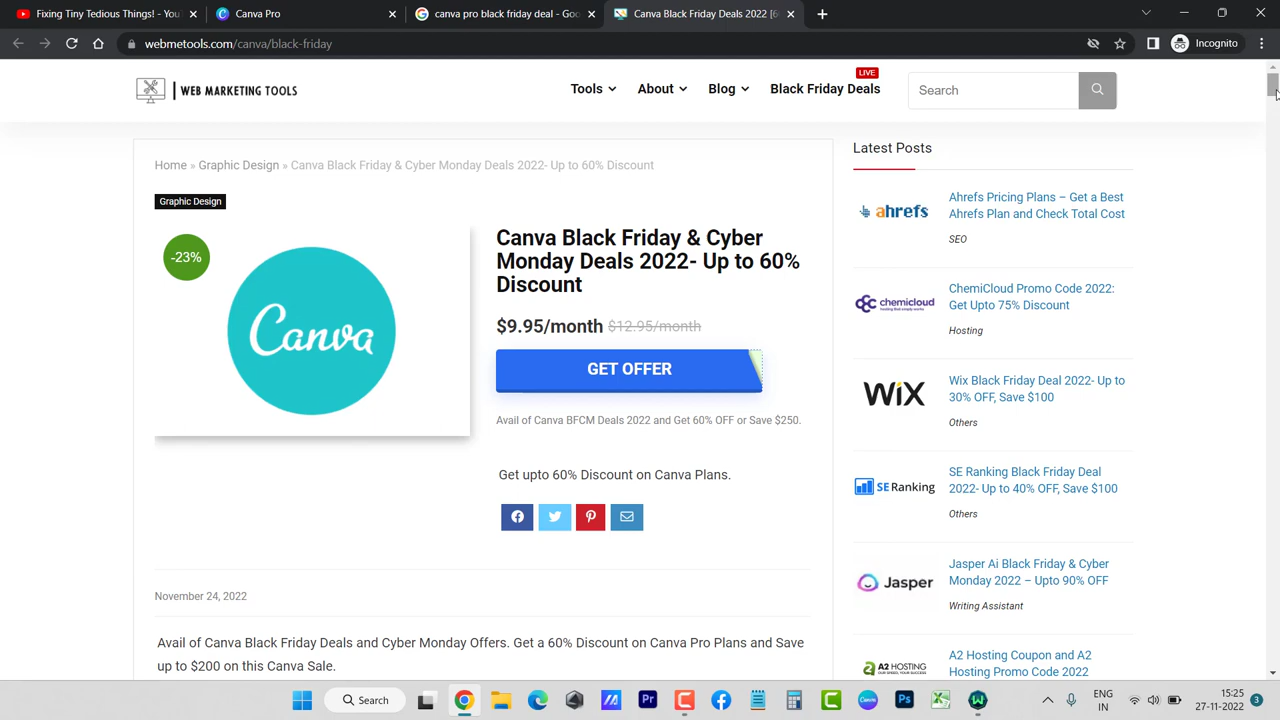 Fixing Tiny Tedious Things! - You
Canva Pro
canva pro black friday del - Goo
Canva Black Friday Deals 2022 [6
webmetools.com/canva/black-friday
Incognito
WEB MARKETING TOOLS
Tools
About
Blog
Black Friday Deals
LIVE
Search
Home » Graphic Design » Canva Black Friday & Cyber Monday Deals 2022- Up to 60% Discount
Graphic Design
-23%
Canva
Canva Black Friday & Cyber
Monday Deals 2022- Up to 60%
Discount
$9.95/month $12.95/month
GET OFFER
Avail of Canva BFCM Deals 2022 and Get 60% OFF or Save $250.
Get upto 60% Discount on Canva Plans.
November 24, 2022
Avail of Canva Black Friday Deals and Cyber Monday Offers. Get a 60% Discount on Canva Pro Plans and Save
up to $200 on this Canva Sale.
Latest Posts
ahrefs
Ahrefs Pricing Plans – Get a Best
Ahrefs Plan and Check Total Cost
SEO
chemicloud
ChemiCloud Promo Code 2022:
Get Upto 75% Discount
Hosting
WiX
Wix Black Friday Deal 2022- Up to
30% OFF, Save $100
Others
SE Ranking
SE Ranking Black Friday Deal
2022- Up to 40% OFF, Save $100
Others
Jasper
Jasper Ai Black Friday & Cyber
Monday 2022 – Upto 90% OFF
Writing Assistant
A2 HOSTING
A2 Hosting Coupon and A2
Hosting Promo Code 2022
Search
ENG
IN
15:25
27-11-2022
3